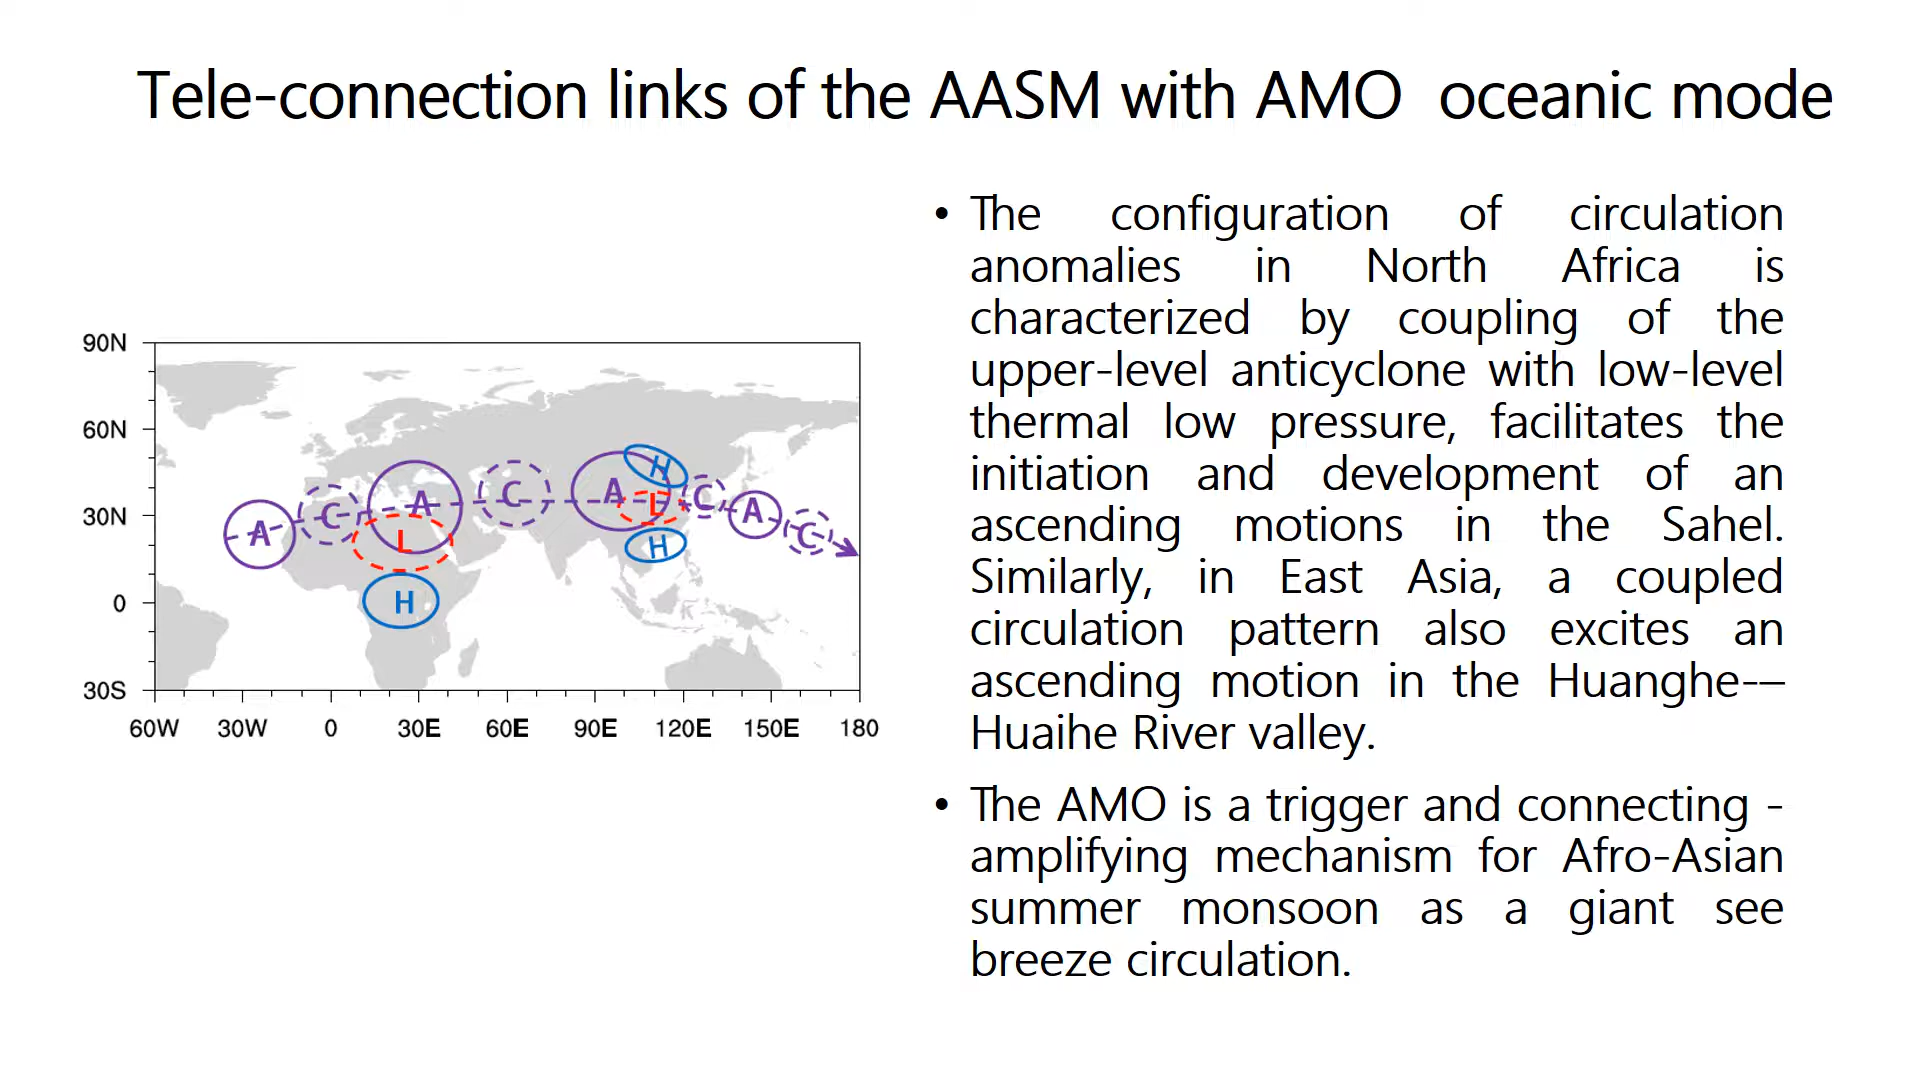 Tele-connection links of the AASM with AMO oceanic mode
90N
60N
30N
0
30S
60W 30W 0 30E 60E 90E 120E 150E 180
A C A C A C A C
H
L
L
H
H
• The configuration of circulation
anomalies in North Africa is
characterized by coupling of the
upper-level anticyclone with low-level
thermal low pressure, facilitates the
initiation and development of an
ascending motions in the Sahel.
Similarly, in East Asia, a coupled
circulation pattern also excites an
ascending motion in the Huanghe-–
Huaihe River valley.
• The AMO is a trigger and connecting -
amplifying mechanism for Afro-Asian
summer monsoon as a giant see
breeze circulation.